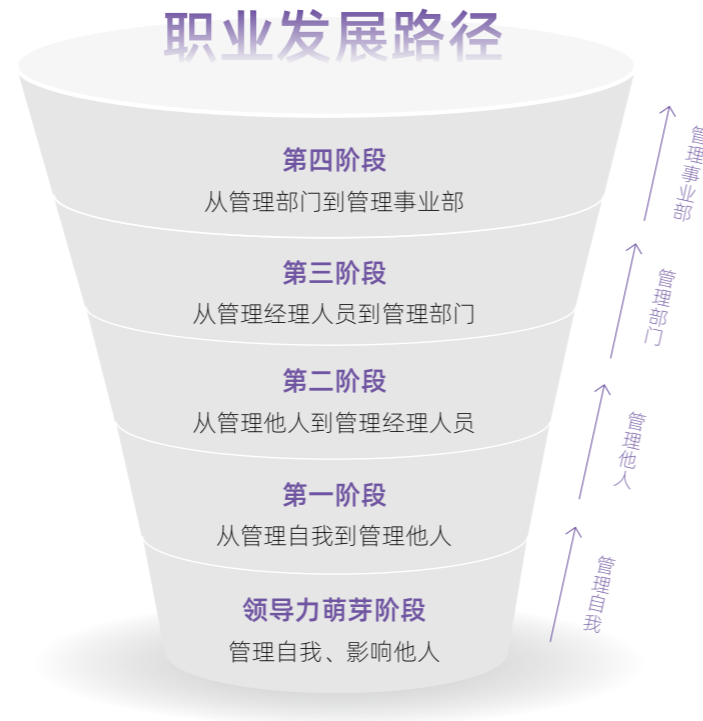 职业发展路径
第四阶段
从管理部门到管理事业部
第三阶段
从管理经理人员到管理部门
第二阶段
从管理他人到管理经理人员
第一阶段
从管理自我到管理他人
领导力萌芽阶段
管理自我、影响他人
管理事业部
管理部门
管理他人
管理自我